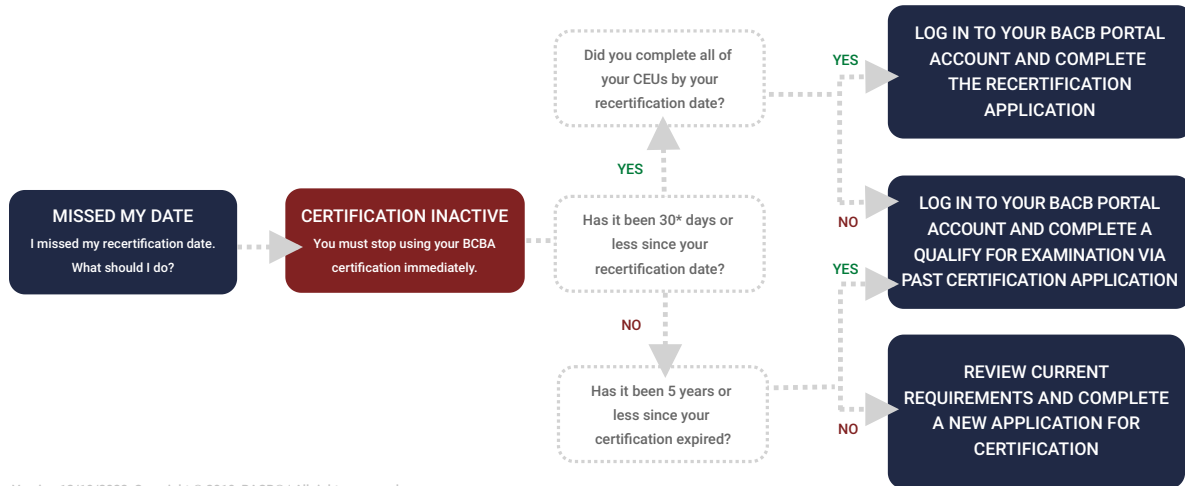 MISSED MY DATE
I missed my recertification date.
What should I do?
CERTIFICATION INACTIVE
You must stop using your BCBA
certification immediately.
Has it been 30* days or
less since your
recertification date?
YES
Did you complete all of
your CEUs by your
recertification date?
YES
LOG IN TO YOUR BACB PORTAL
ACCOUNT AND COMPLETE
THE RECERTIFICATION
APPLICATION
NO
LOG IN TO YOUR BACB PORTAL
ACCOUNT AND COMPLETE A
QUALIFY FOR EXAMINATION VIA
PAST CERTIFICATION APPLICATION
NO
Has it been 5 years or
less since your
certification expired?
YES
NO
REVIEW CURRENT
REQUIREMENTS AND COMPLETE
A NEW APPLICATION FOR
CERTIFICATION